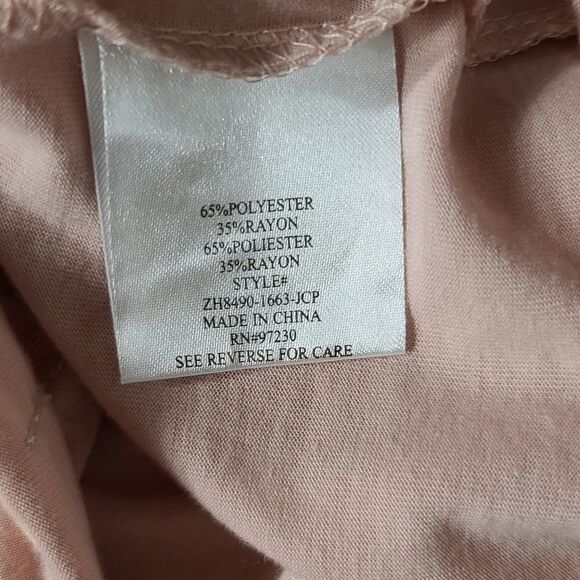 65%POLYESTER
35%RAYON
65%POLIESTER
35%RAYON
STYLE#
ZH8490-1663-JCP
MADE IN CHINA
RN#97230
SEE REVERSE FOR CARE